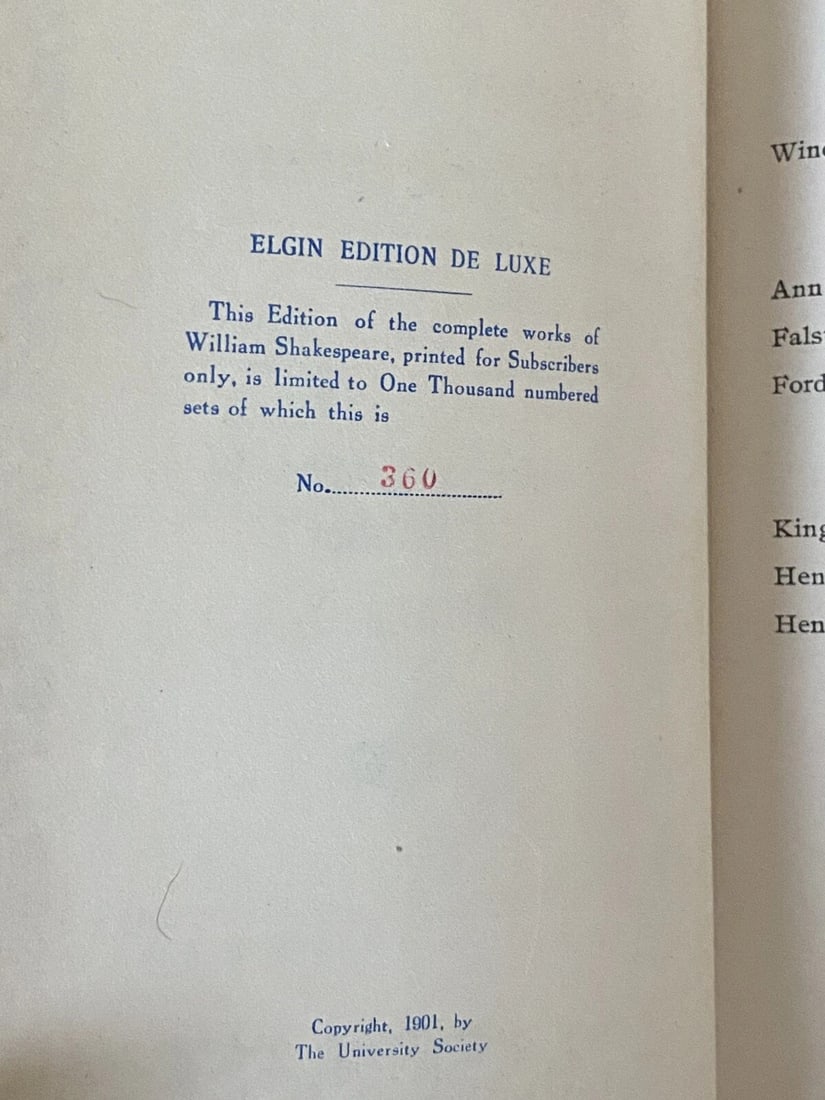 ELGIN EDITION DE LUXE
This Edition of the complete works of
William Shakespeare, printed for Subscribers
only, is limited to One Thousand numbered
sets of which this is
No. 360
Copyright, 1901, by
The University Society
Wind
Ann
Fals
Ford
King
Hen
Hen